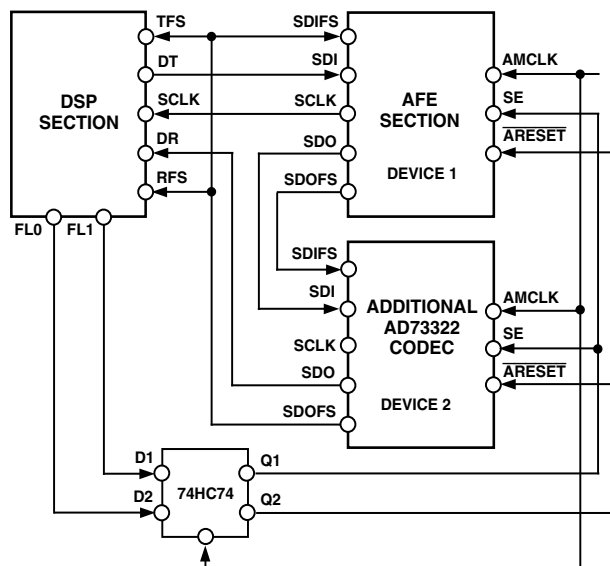 DSP
SECTION
TFS
DT
SCLK
DR
RFS
FL0
FL1
SDIFS
SDI
SCLK
SDO
SDOFS
AFE
SECTION
DEVICE 1
AMCLK
SE
ARESET
SDIFS
SDI
SCLK
SDO
SDOFS
ADDITIONAL
AD73322
CODEC
DEVICE 2
AMCLK
SE
ARESET
D1
D2
74HC74
Q1
Q2